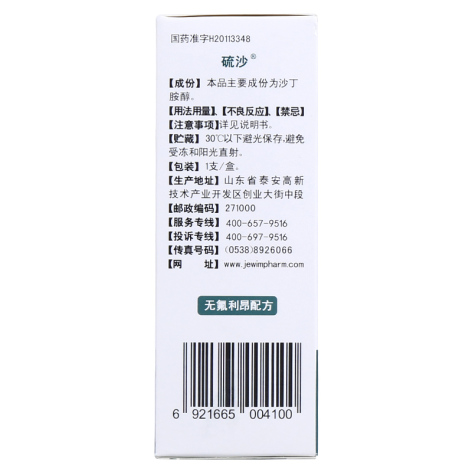 国药准字H20113348
硫沙®
【成份】本品主要成份为沙丁
胺醇。
【用法用量】、【不良反应】、【禁忌】
【注意事项】详见说明书。
【贮藏】30℃以下避光保存,避免
受冻和阳光直射。
【包装】1支/盒。
【生产地址】山东省泰安高新
技术产业开发区创业大街中段
【邮政编码】271000
【服务专线】400-657-9516
【投诉专线】400-697-9516
【传真号码】(0538)8926066
【网 址】www.jewimpharm.com
无氟利昂配方
6 921665 004100